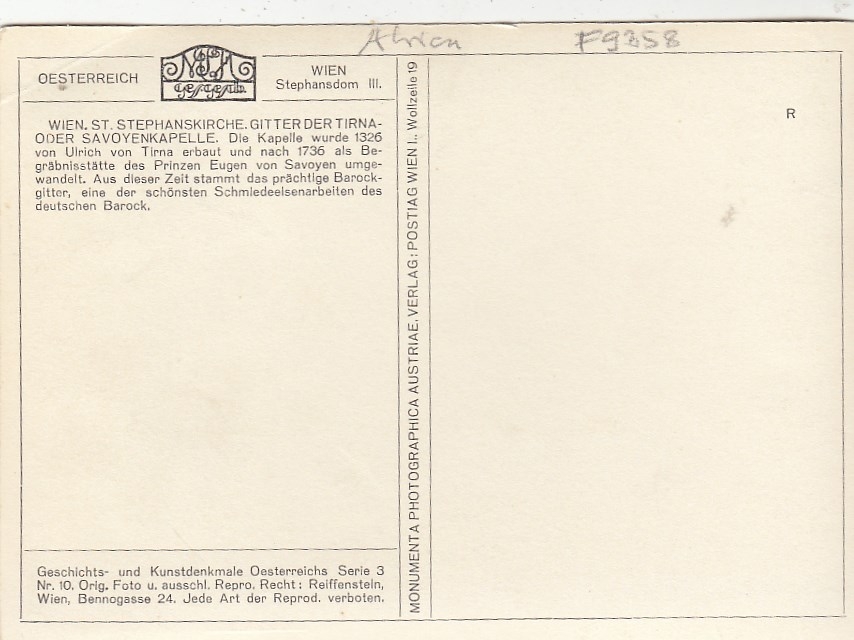 F9358
OESTERREICH
WIEN
Stephansdom III.
WIEN. ST. STEPHANSKIRCHE. GITTER DER TIRNA-
ODER SAVOYENKAPELLE. Die Kapelle wurde 1326
von Ulrich von Tirna erbaut und nach 1736 als Be-
gräbnisstätte des Prinzen Eugen von Savoyen umge-
wandelt. Aus dieser Zeit stammt das prächtige Barock-
gitter, eine der schönsten Schmiedeeisenarbeiten des
deutschen Barock.
Geschichts- und Kunstdenkmale Oesterreichs Serie 3
Nr. 10. Orig. Foto u. ausschl. Repro. Recht: Reiffenstein,
Wien, Bennogasse 24. Jede Art der Reprod. verboten.
MONUMENTA PHOTOGRAPHICA AUSTRIAE. VERLAG: POSTIAG WIEN I., Wollzeile 19
R